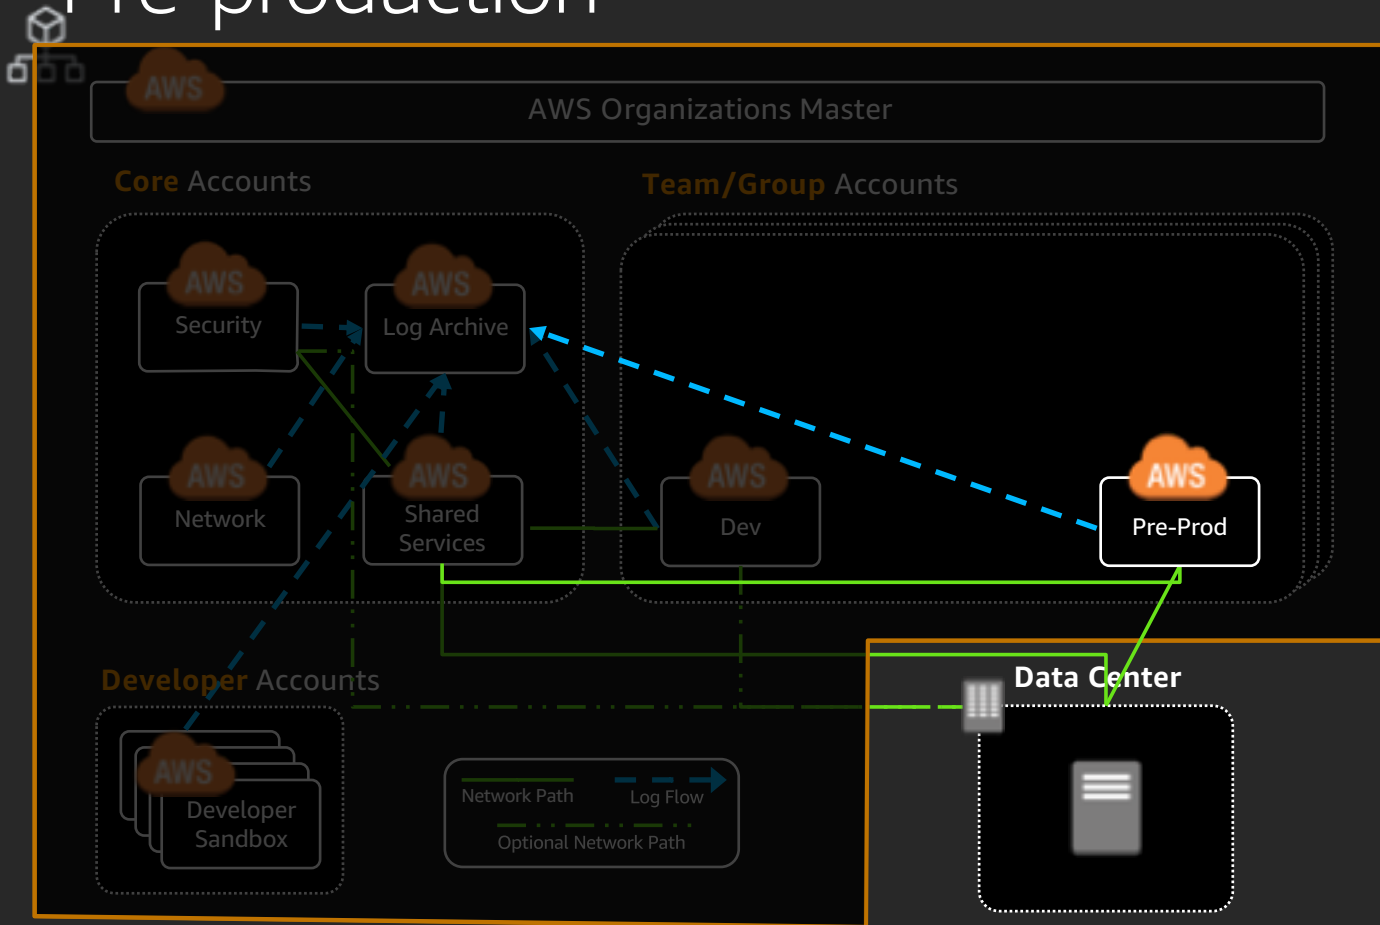 Pre-production
AWS
AWS Organizations Master
Core Accounts
Team/Group Accounts
AWS
Security
AWS
Log Archive
AWS
Network
AWS
Shared
Services
AWS
Dev
AWS
Pre-Prod
Developer Accounts
AWS
Developer
Sandbox
Network Path
Log Flow
Optional Network Path
Data Center